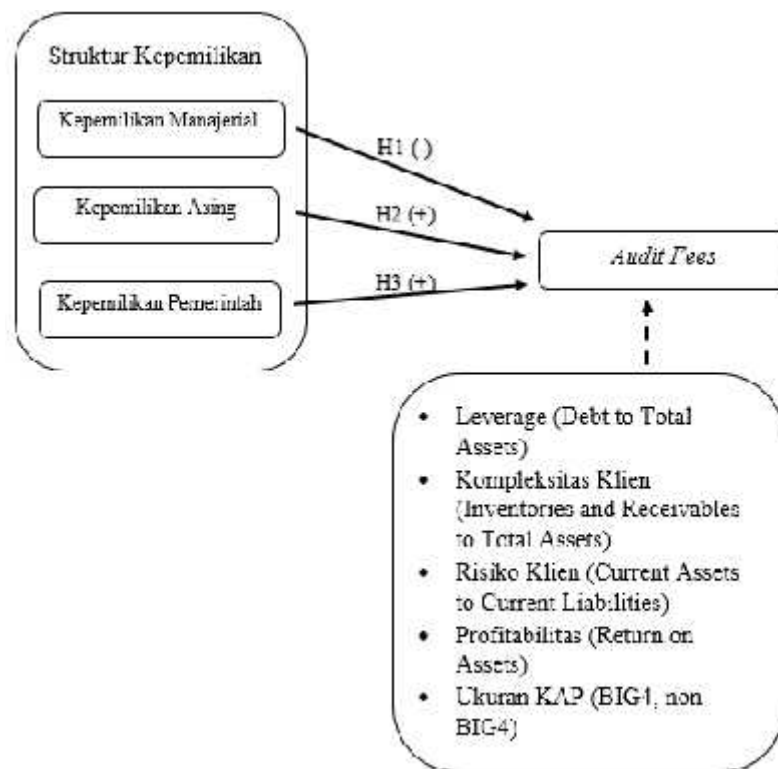 Struktur Kepemilikan
Kepemilikan Manajerial
H1 ( )
Kepemilikan Asing
H2 (+)
Audit Fees
H3 (+)
Kepemilikan Pemerintah
• Leverage (Debt to Total
Assets)
• Kompleksitas Klien
(Inventories and Receivables
to Total Assets)
• Risiko Klien (Current Assets
to Current Liabilities)
• Profitabilitas (Return on
Assets)
• Ukuran KAP (BIG4, non
BIG4)